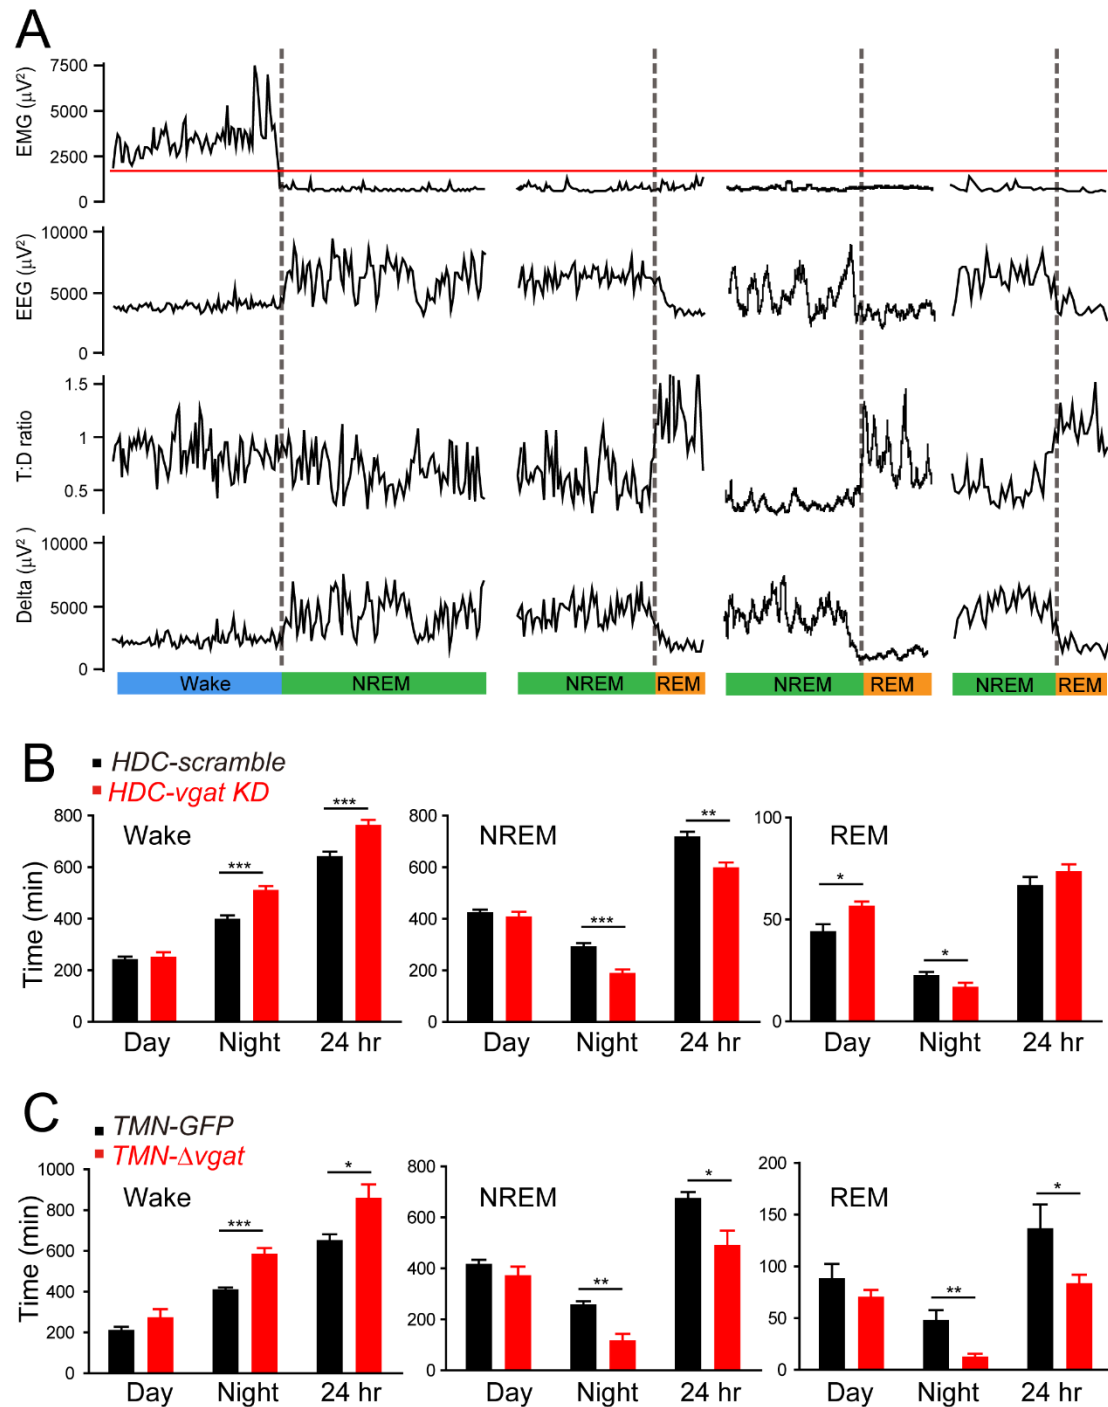 A
EMG (μV²)
7500
5000
2500
0
EEG (μV²)
10000
5000
0
T:D ratio
1.5
1
0.5
Delta (μV²)
10000
5000
0
Wake NREM NREM REM NREM REM NREM REM
B
HDC-scramble
HDC-vgat KD
Time (min)
800
600
400
200
0
Wake
***
***
Day Night 24 hr
800
600
400
200
0
NREM
***
**
Day Night 24 hr
100
50
0
REM
*
*
Day Night 24 hr
C
TMN-GFP
TMN-Δvgat
Time (min)
1000
800
600
400
200
0
Wake
***
*
Day Night 24 hr
800
600
400
200
0
NREM
**
*
Day Night 24 hr
200
150
100
50
0
REM
**
*
Day Night 24 hr